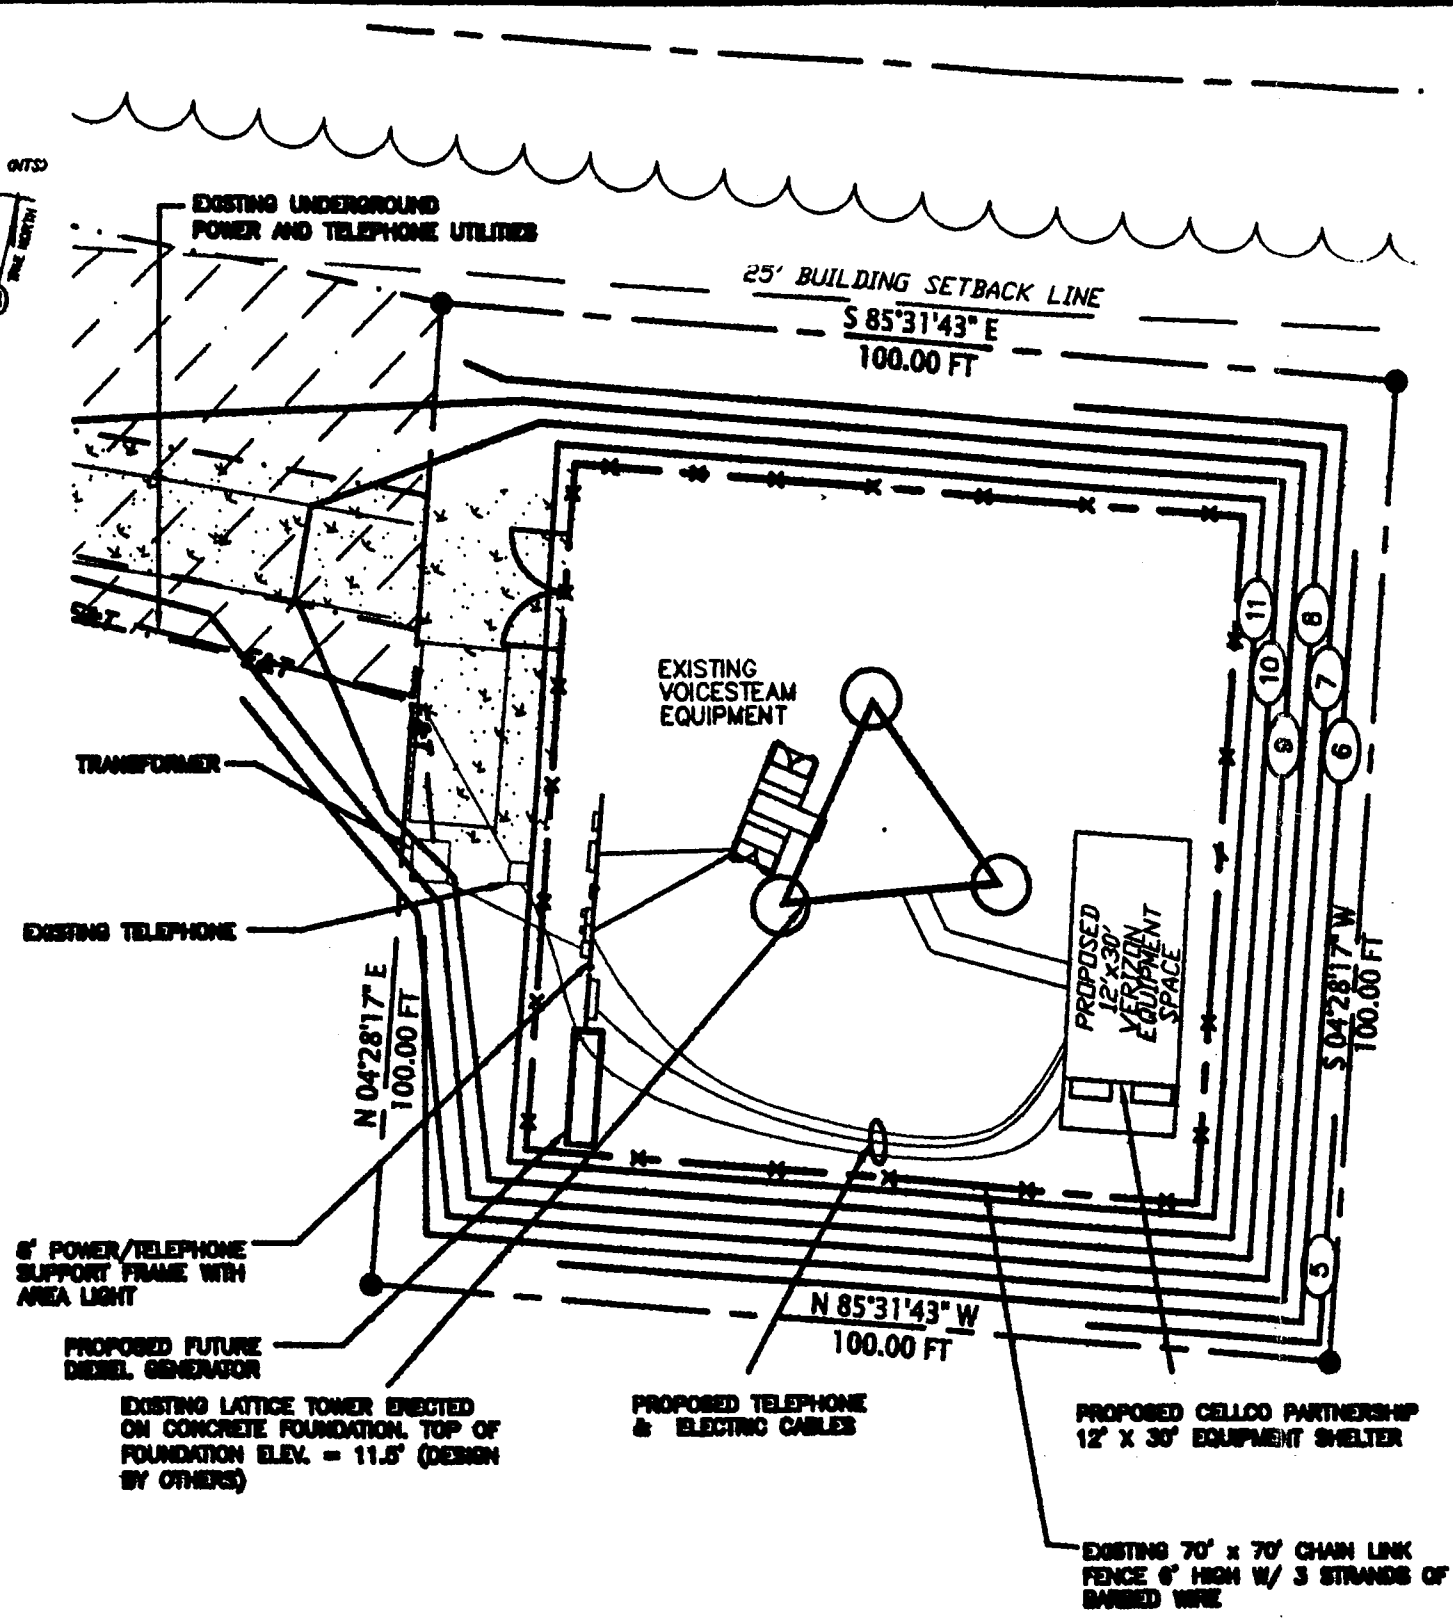 (NTS)
TRUE NORTH
EXISTING UNDERGROUND
POWER AND TELEPHONE UTILITIES
25' BUILDING SETBACK LINE
S 85°31'43" E
100.00 FT
E&T
E&T
E&T
EXISTING
VOICESTEAM
EQUIPMENT
11
10
9
8
7
6
5
TRANSFORMER
EXISTING TELEPHONE
PROPOSED
12'x30'
VERIZON
EQUIPMENT
SPACE
N 04°28'17" E
100.00 FT
S 04°28'17" W
100.00 FT
N 85°31'43" W
100.00 FT
8' POWER/TELEPHONE
SUPPORT FRAME WITH
AREA LIGHT
PROPOSED FUTURE
DIESEL GENERATOR
EXISTING LATTICE TOWER ERECTED
ON CONCRETE FOUNDATION. TOP OF
FOUNDATION ELEV. = 11.5' (DESIGN
BY OTHERS)
PROPOSED TELEPHONE
& ELECTRIC CABLES
PROPOSED CELLCO PARTNERSHIP
12' X 30' EQUIPMENT SHELTER
EXISTING 70' x 70' CHAIN LINK
FENCE 6' HIGH W/ 3 STRANDS OF
BARBED WIRE